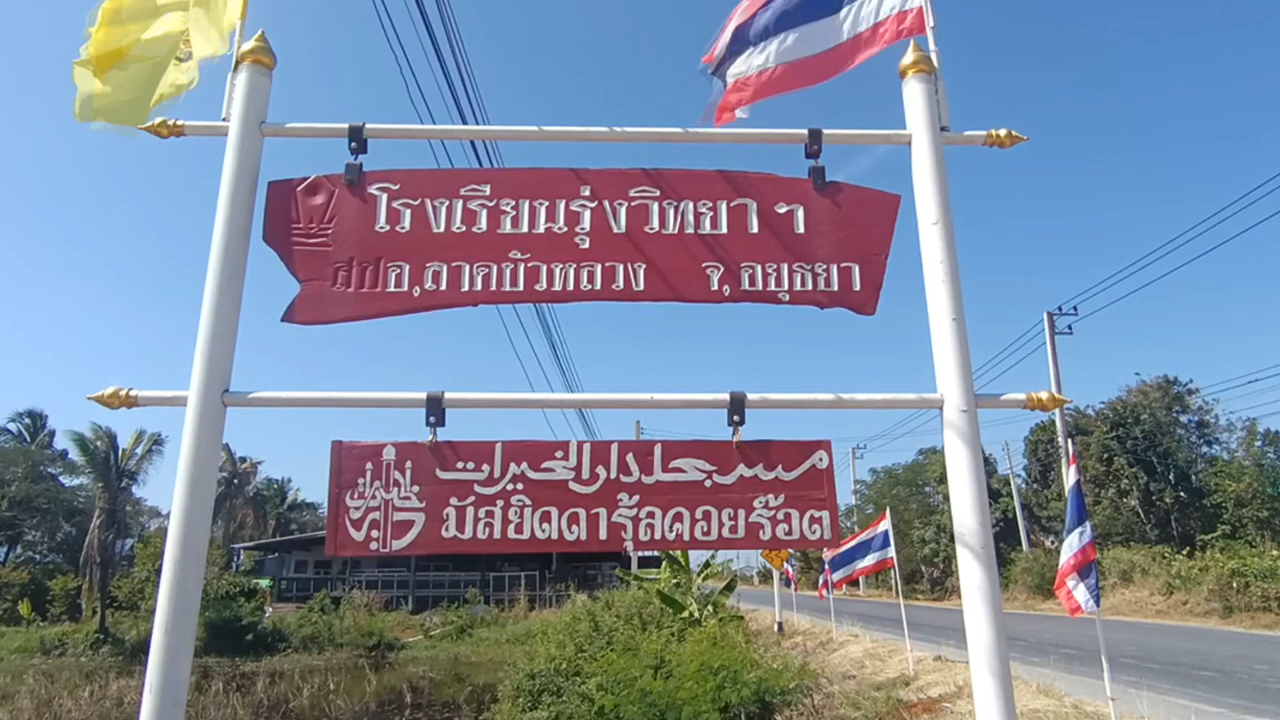 โรงเรียนรุ่งวิทยา ฯ
สปอ.ลาดบัวหลวง จ.อยุธยา
مسجد دار الخيرات
มัสยิดดารุ้ลคอยร๊อต